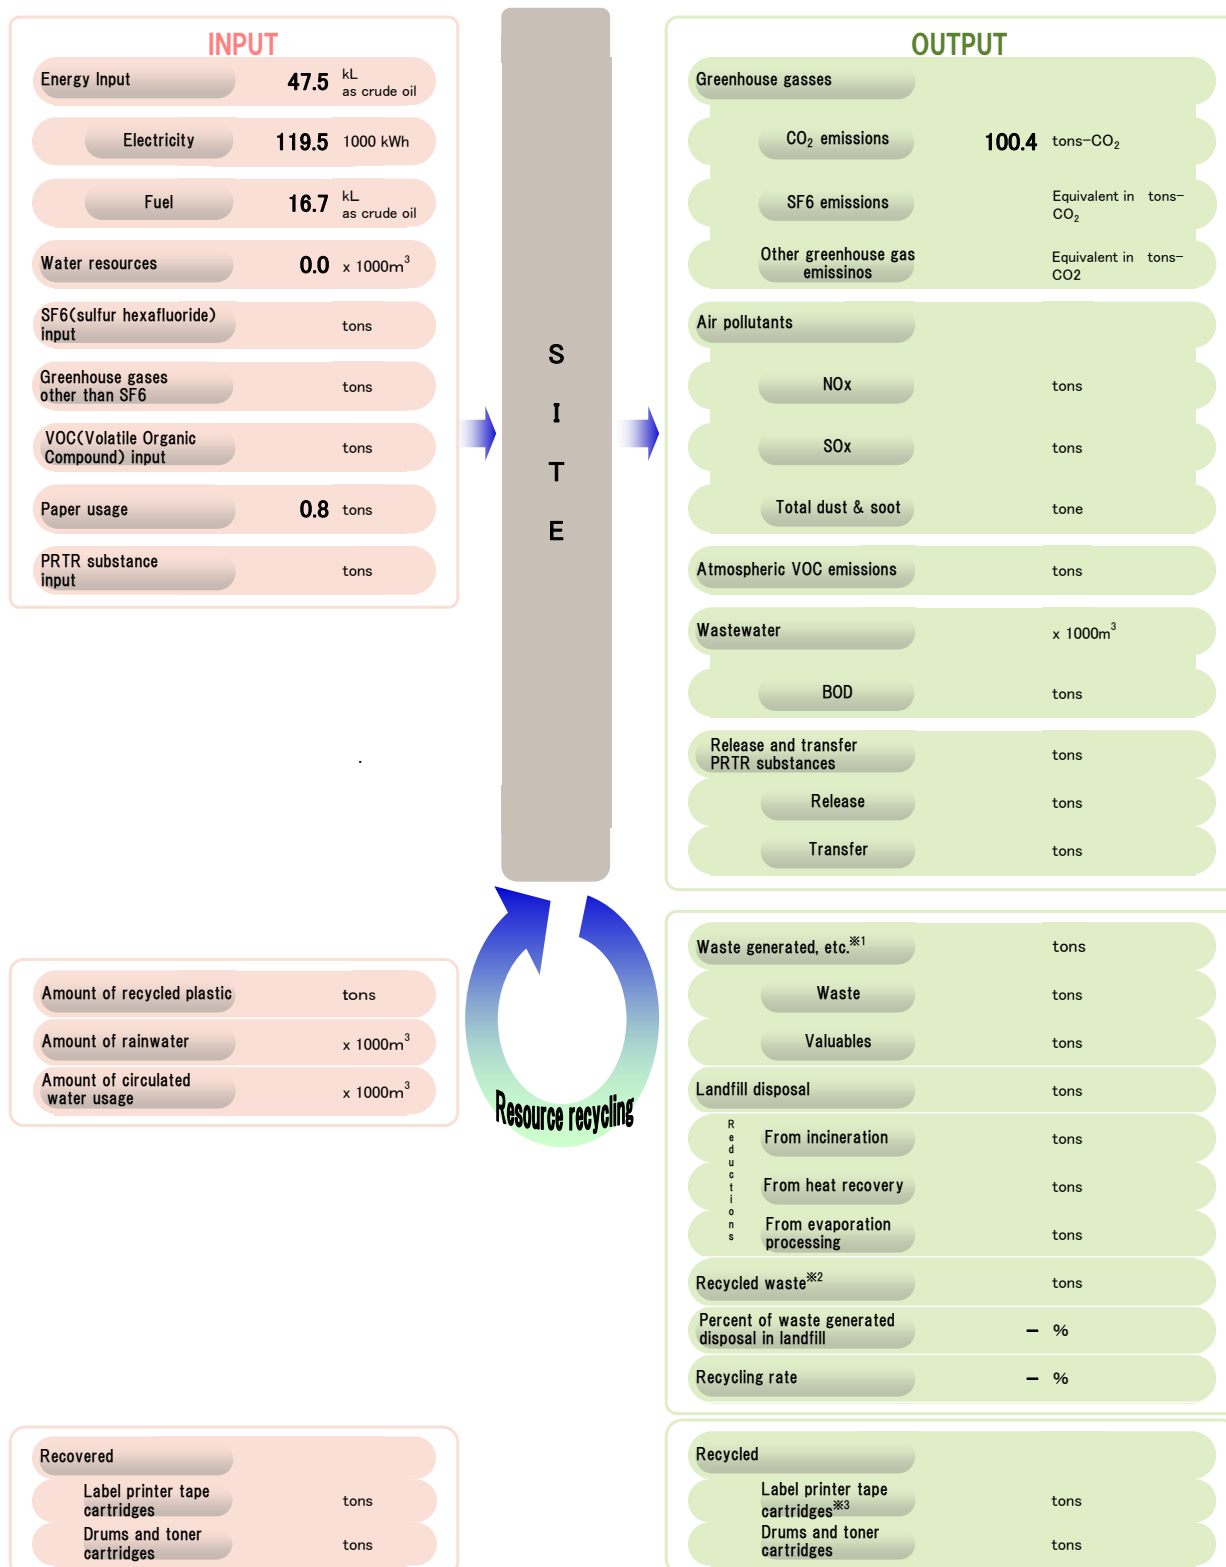 INPUT
Energy Input 47.5 kL
as crude oil
Electricity 119.5 1000 kWh
Fuel 16.7 kL
as crude oil
Water resources 0.0 x 1000m³
SF6(sulfur hexafluoride)
input tons
Greenhouse gases
other than SF6 tons
VOC(Volatile Organic
Compound) input tons
Paper usage 0.8 tons
PRTR substance
input tons
S
I
T
E
OUTPUT
Greenhouse gasses
CO₂ emissions 100.4 tons-CO₂
SF6 emissions Equivalent in tons-
CO₂
Other greenhouse gas
emissinos
Equivalent in tons-
CO2
Air pollutants
NOx tons
SOx tons
Total dust & soot tone
Atmospheric VOC emissions tons
Wastewater x 1000m³
BOD tons
Release and transfer
PRTR substances tons
Release tons
Transfer tons
Amount of recycled plastic tons
Amount of rainwater x 1000m³
Amount of circulated
water usage x 1000m³
Resource recycling
Waste generated, etc.※1 tons
Waste tons
Valuables tons
Landfill disposal tons
Reductions
From incineration tons
From heat recovery tons
From evaporation
processing tons
Recycled waste※2 tons
Percent of waste generated
disposal in landfill – %
Recycling rate – %
Recovered
Label printer tape
cartridges tons
Drums and toner
cartridges tons
Recycled
Label printer tape
cartridges※3 tons
Drums and toner
cartridges tons